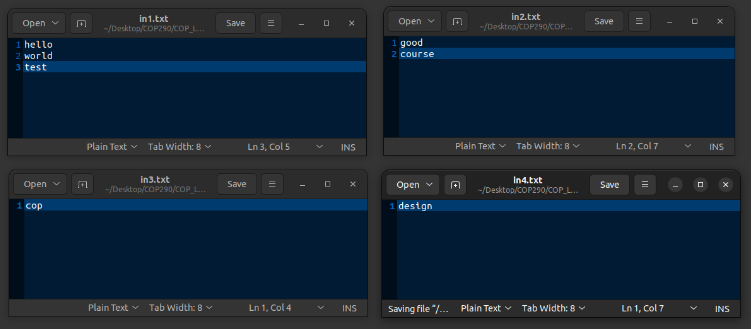 Open in1.txt Save
~/Desktop/COP290/COP_L...
1 hello
2 world
3 test
Plain Text Tab Width: 8 Ln 3, Col 5 INS
Open in2.txt Save
~/Desktop/COP290/COP_L...
1 good
2 course
Plain Text Tab Width: 8 Ln 2, Col 7 INS
Open in3.txt Save
~/Desktop/COP290/COP_L...
1 cop
Plain Text Tab Width: 8 Ln 1, Col 4 INS
Open in4.txt Save
~/Desktop/COP290/COP_L...
1 design
Saving file “/... Plain Text Tab Width: 8 Ln 1, Col 7 INS